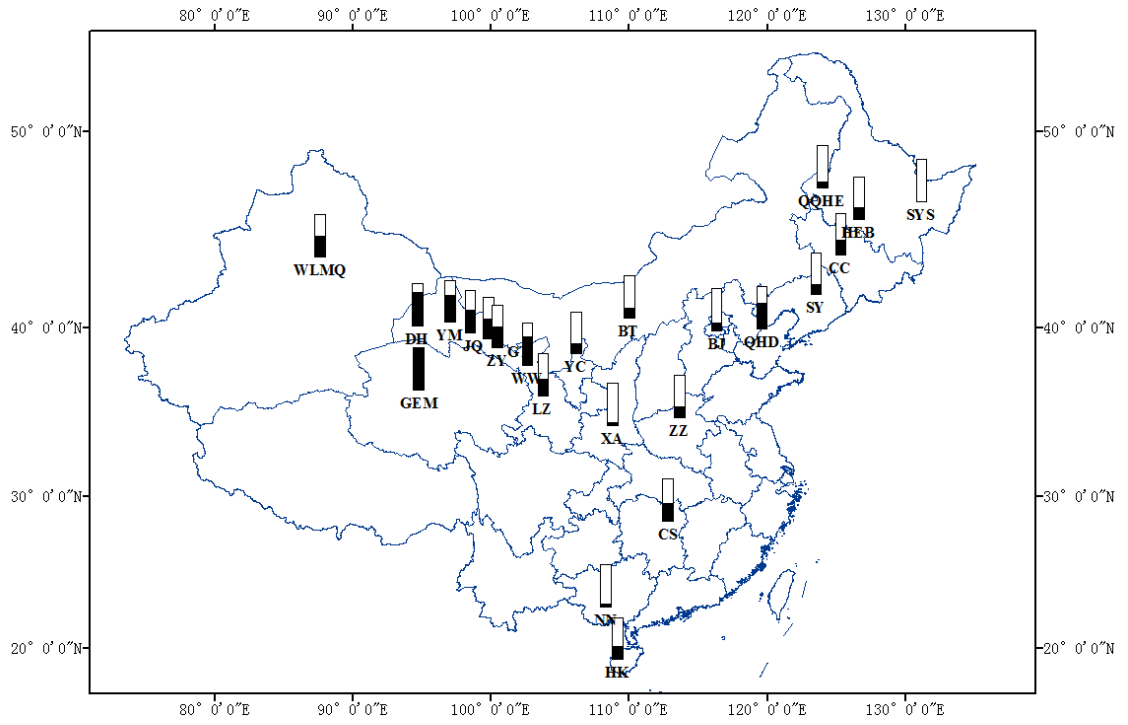 80° 0'0"E 90° 0'0"E 100° 0'0"E 110° 0'0"E 120° 0'0"E 130° 0'0"E
50° 0'0"N 50° 0'0"N
QQHE
SYS
HEB
CC
WLMQ
SY
40° 0'0"N 40° 0'0"N
DH YM JQ ZY G WW YC BT BJ QHD
GEM
LZ
XA
ZZ
30° 0'0"N 30° 0'0"N
CS
NN
20° 0'0"N 20° 0'0"N
HK
80° 0'0"E 90° 0'0"E 100° 0'0"E 110° 0'0"E 120° 0'0"E 130° 0'0"E